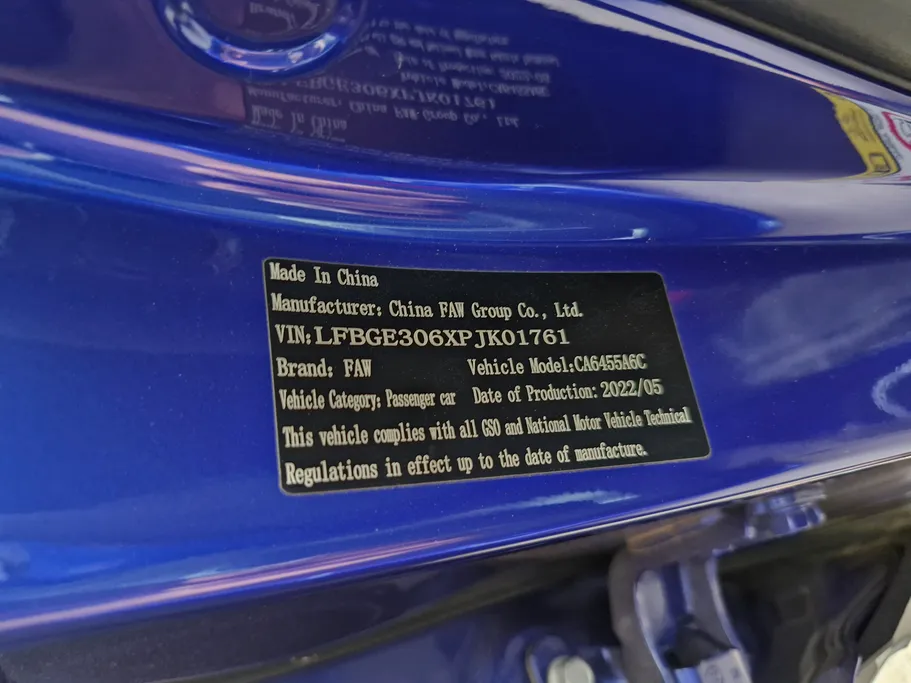 Made In China
Manufacturer: China FAW Group Co., Ltd.
VIN: LFBGE306XPJK01761
Brand: FAW Vehicle Model:CA6455A6C
Vehicle Category: Passenger car Date of Production: 2022/05
This vehicle complies with all GSO and National Motor Vehicle Technical
Regulations in effect up to the date of manufacture.